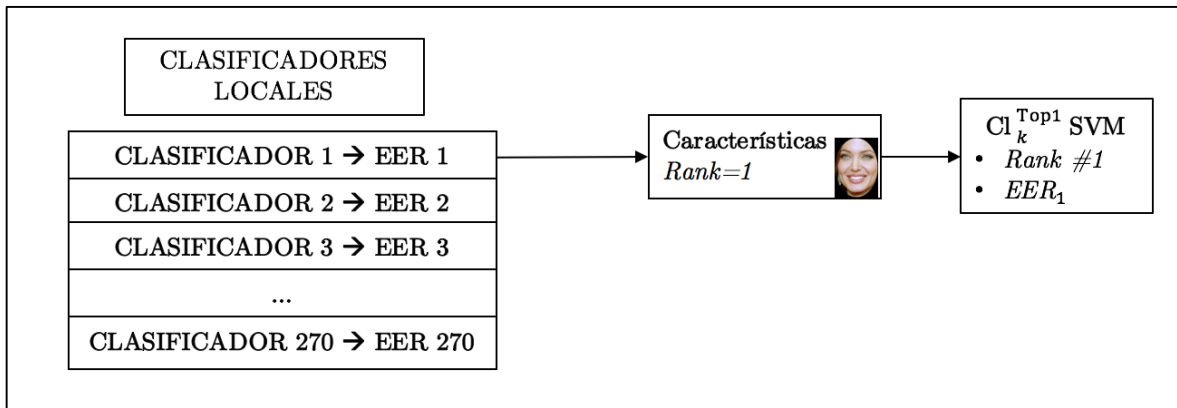 CLASIFICADORES
LOCALES
CLASIFICADOR 1 → EER 1
CLASIFICADOR 2 → EER 2
CLASIFICADOR 3 → EER 3
...
CLASIFICADOR 270 → EER 270
Características
Rank=1
Cl_k^Top1 SVM
• Rank #1
• EER₁